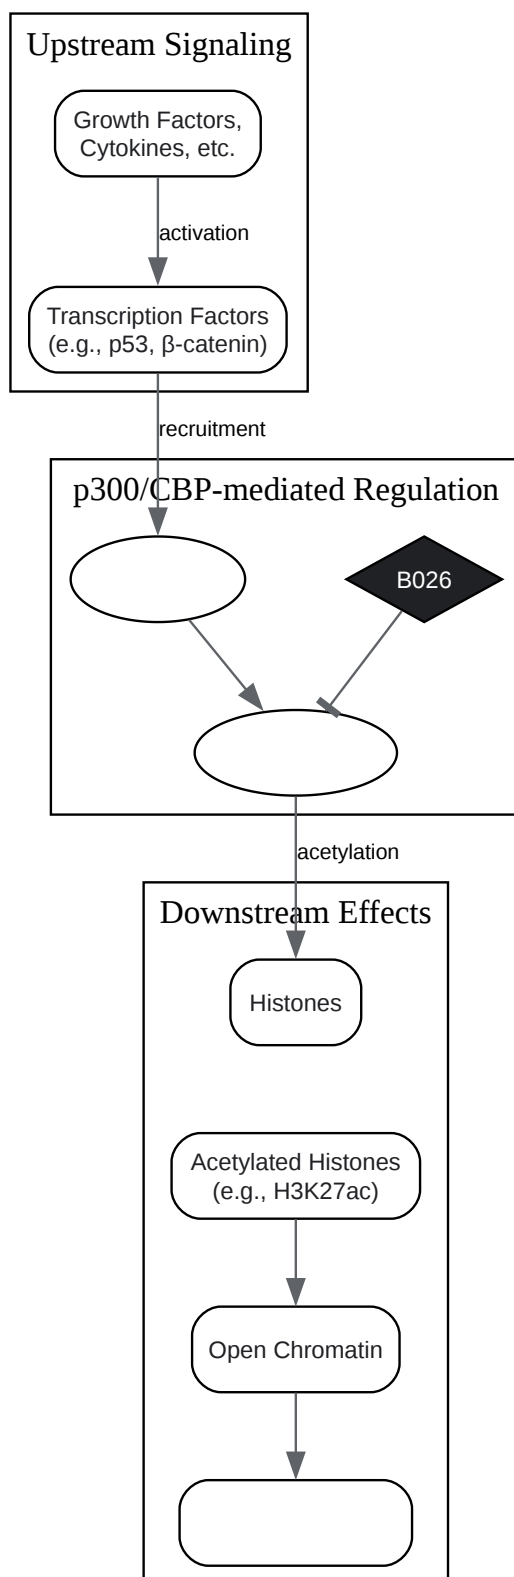 Upstream Signaling
Growth Factors,
Cytokines, etc.
activation
Transcription Factors
(e.g., p53, β-catenin)
recruitment
p300/CBP-mediated Regulation
B026
acetylation
Downstream Effects
Histones
Acetylated Histones
(e.g., H3K27ac)
Open Chromatin